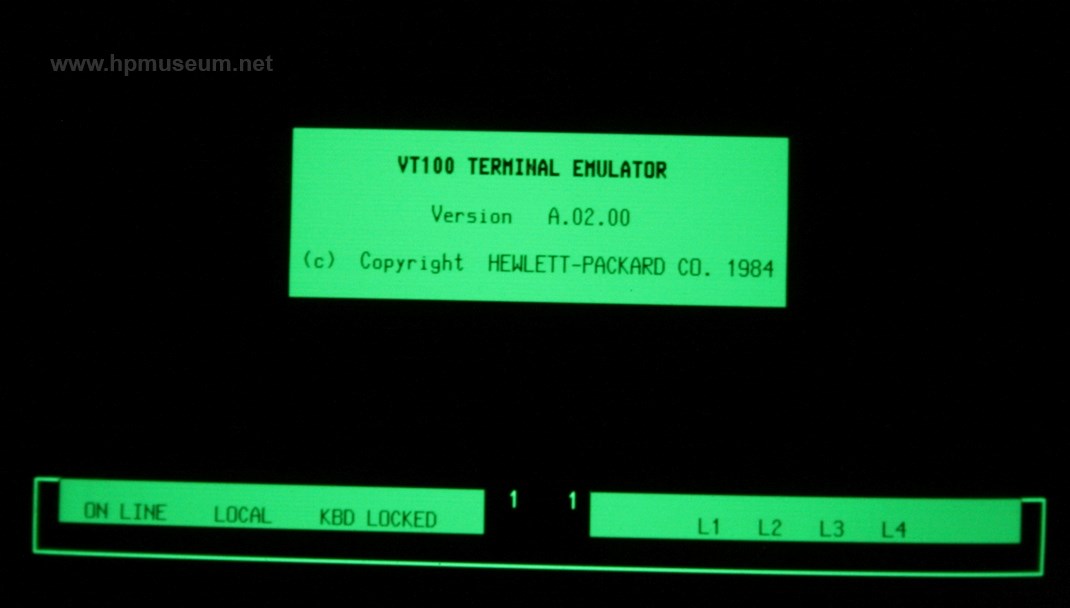 www.hpmuseum.net
VT100 TERMINAL EMULATOR
Version A.02.00
(c) Copyright HEWLETT-PACKARD CO. 1984
ON LINE LOCAL KBD LOCKED 1 1 L1 L2 L3 L4